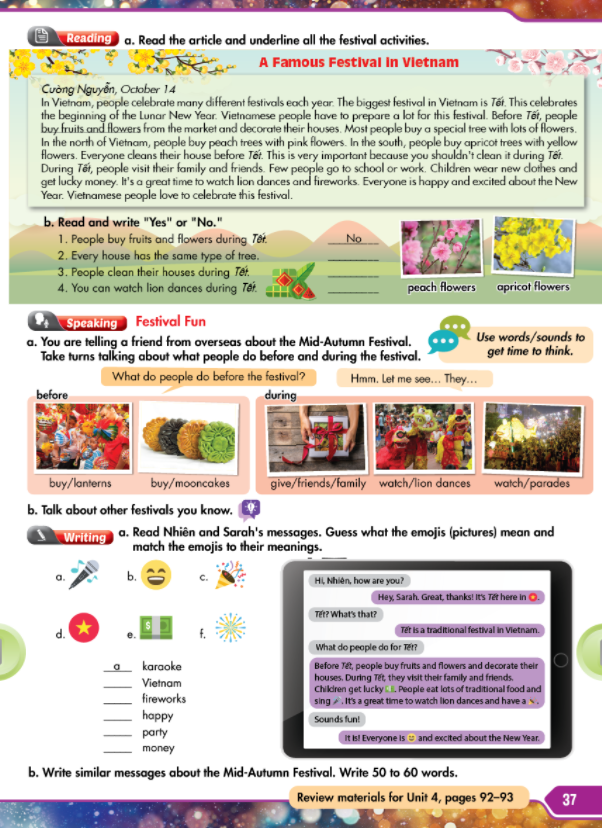 Reading
a. Read the article and underline all the festival activities.
A Famous Festival in Vietnam
Cường Nguyễn, October 14
In Vietnam, people celebrate many different festivals each year. The biggest festival in Vietnam is Tết. This celebrates
the beginning of the Lunar New Year. Vietnamese people have to prepare a lot for this festival. Before Tết, people
buy fruits and flowers from the market and decorate their houses. Most people buy a special tree with lots of flowers.
In the north of Vietnam, people buy peach trees with pink flowers. In the south, people buy apricot trees with yellow
flowers. Everyone cleans their house before Tết. This is very important because you shouldn't clean it during Tết.
During Tết, people visit their family and friends. Few people go to school or work. Children wear new clothes and
get lucky money. It's a great time to watch lion dances and fireworks. Everyone is happy and excited about the New
Year. Vietnamese people love to celebrate this festival.
b. Read and write "Yes" or "No."
1. People buy fruits and flowers during Tết. No
2. Every house has the same type of tree.
3. People clean their houses during Tết.
4. You can watch lion dances during Tết.
peach flowers
apricot flowers
Speaking
Festival Fun
a. You are telling a friend from overseas about the Mid-Autumn Festival.
Take turns talking about what people do before and during the festival.
Use words/sounds to
get time to think.
What do people do before the festival?
Hmm. Let me see... They...
before
during
buy/lanterns
buy/mooncakes
give/friends/family
watch/lion dances
watch/parades
b. Talk about other festivals you know.
Writing
a. Read Nhiên and Sarah's messages. Guess what the emojis (pictures) mean and
match the emojis to their meanings.
a.
b.
c.
d.
e.
f.
a karaoke
Vietnam
fireworks
happy
party
money
Hi, Nhiên, how are you?
Hey, Sarah. Great, thanks! It's Tết here in .
Tết? What's that?
Tết is a traditional festival in Vietnam.
What do people do for Tết?
Before Tết, people buy fruits and flowers and decorate their
houses. During Tết, they visit their family and friends.
Children get lucky . People eat lots of traditional food and
sing . It's a great time to watch lion dances and have a .
Sounds fun!
It is! Everyone is and excited about the New Year.
b. Write similar messages about the Mid-Autumn Festival. Write 50 to 60 words.
Review materials for Unit 4, pages 92–93
37